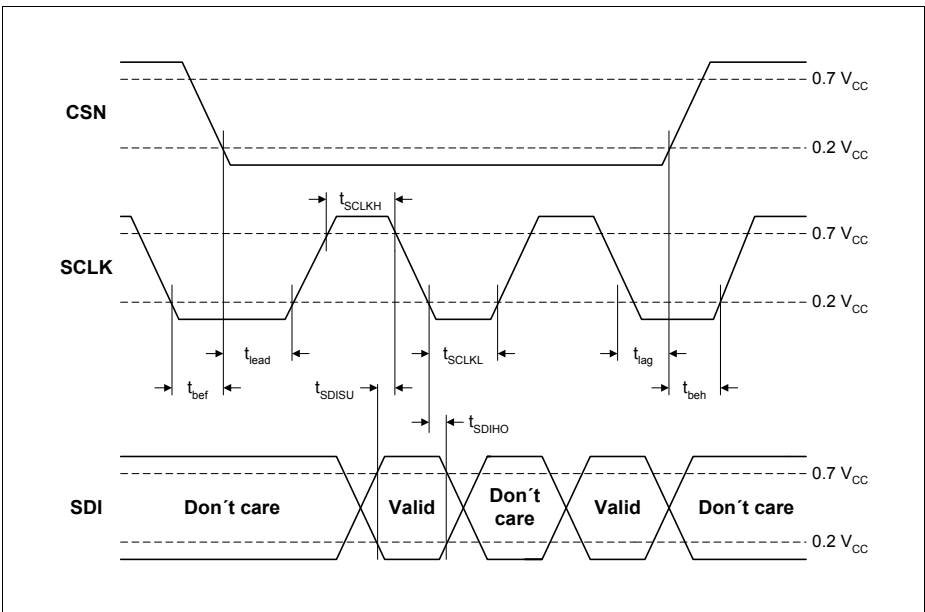 0.7 V_CC
CSN
0.2 V_CC
t_SCLKH
0.7 V_CC
SCLK
0.2 V_CC
t_lead
t_SCLKL
t_lag
t_bef
t_SDISU
t_beh
t_SDIHO
0.7 V_CC
SDI
Don´t care
Valid
Don´t
care
Valid
Don´t care
0.2 V_CC